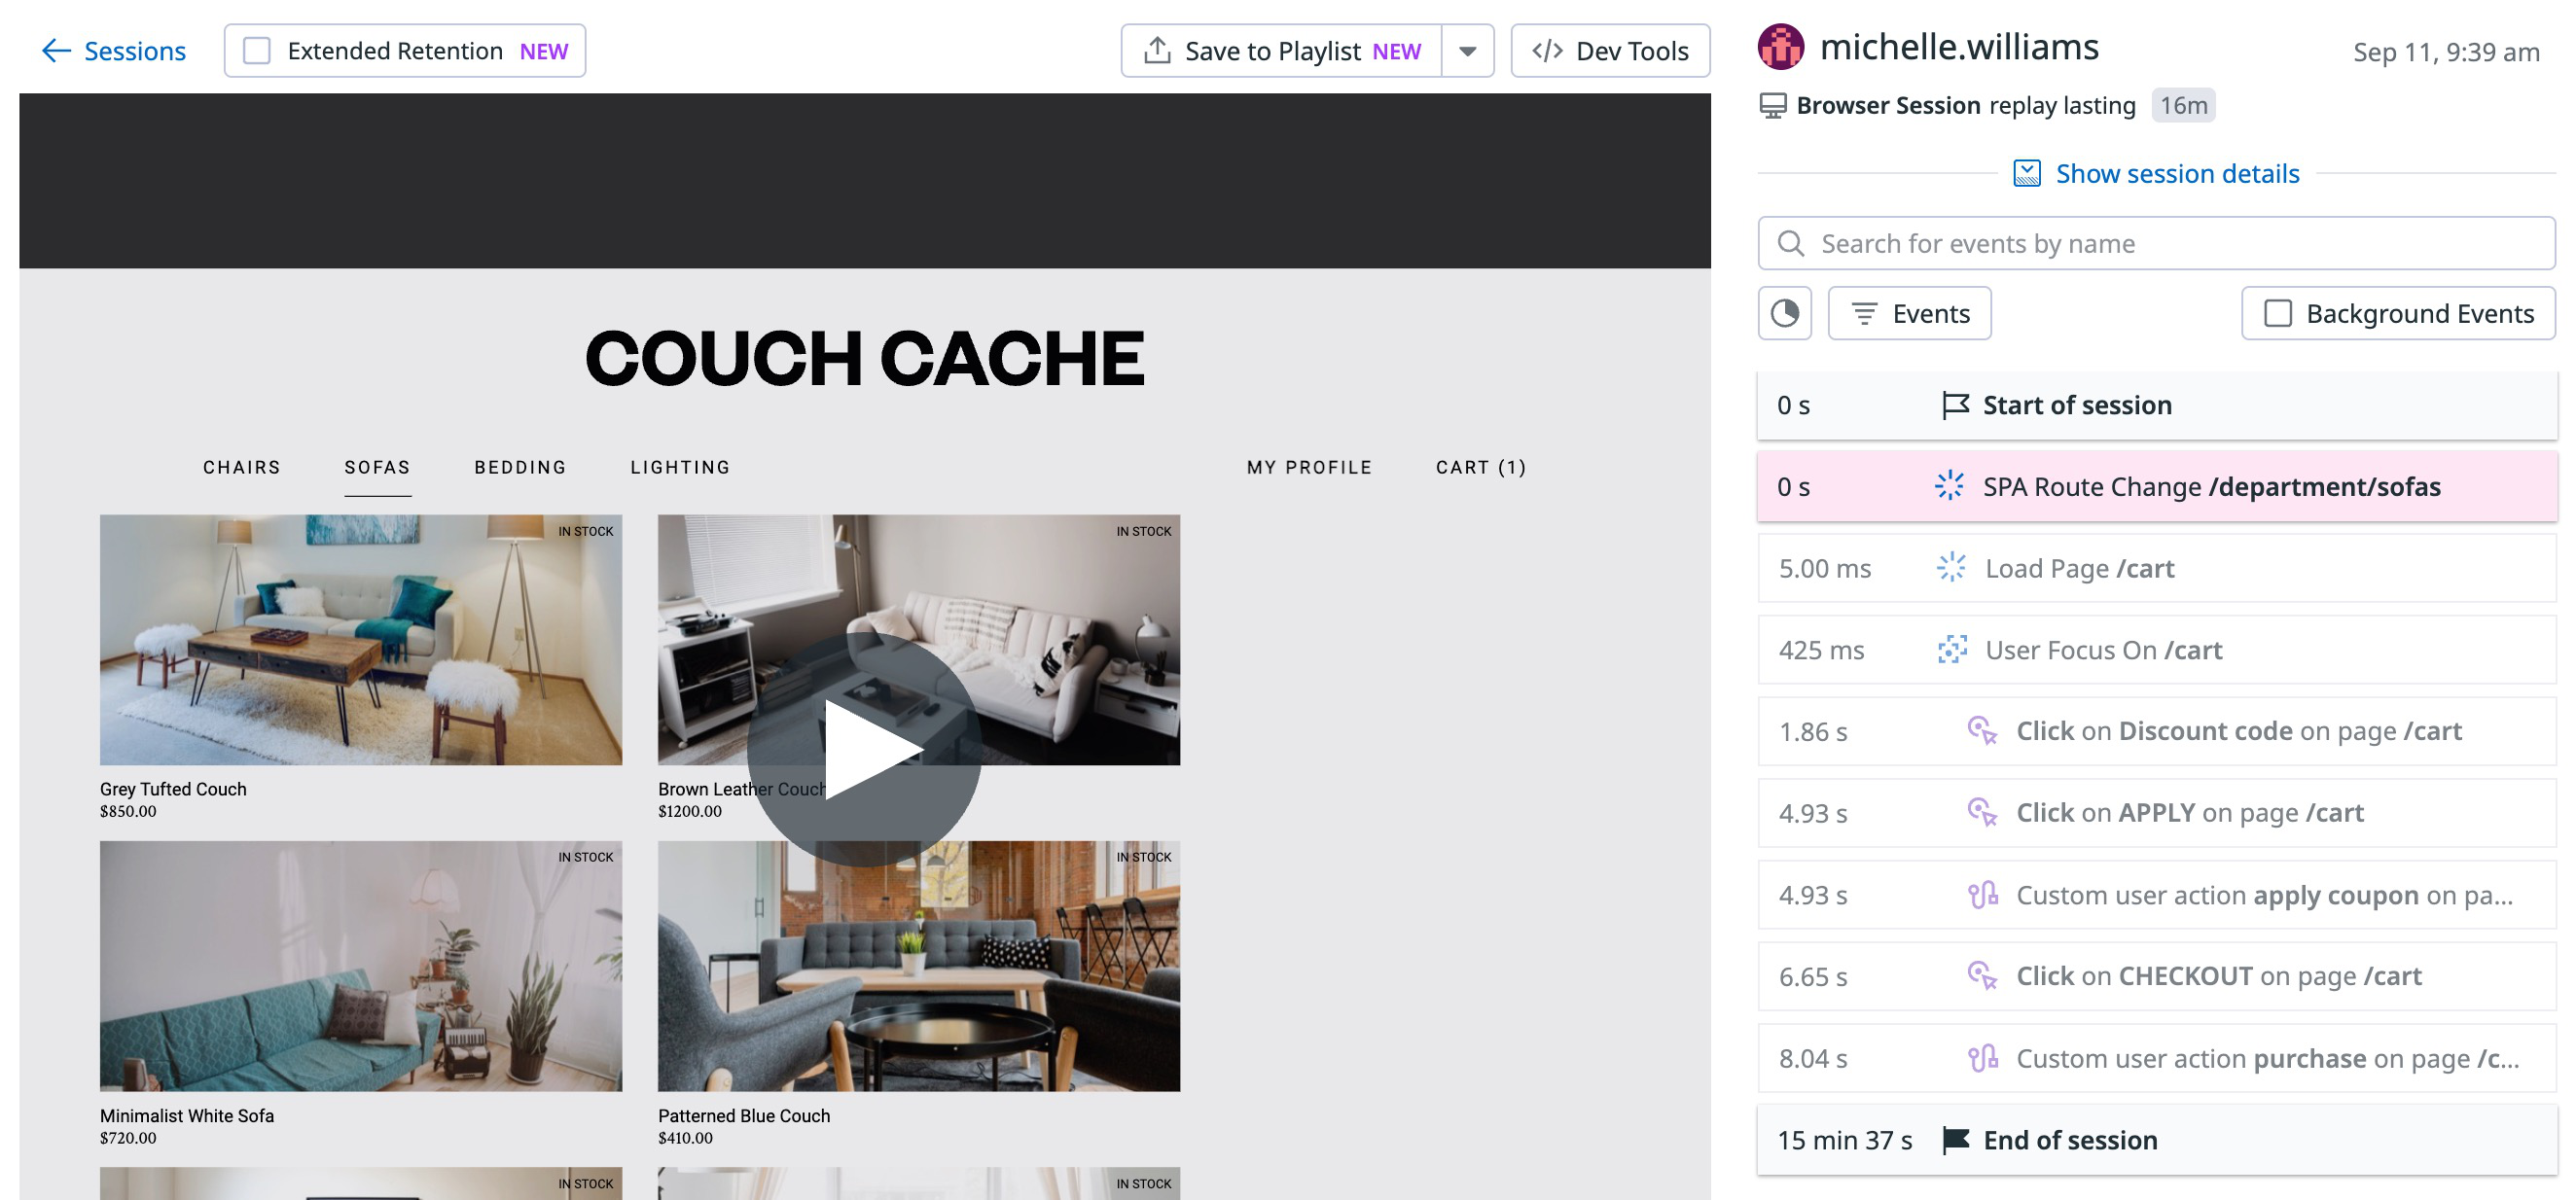 Sessions
Extended Retention NEW
Save to Playlist NEW
</> Dev Tools
michelle.williams
Sep 11, 9:39 am
Browser Session replay lasting 16m
Show session details
Search for events by name
Events
Background Events
COUCH CACHE
CHAIRS SOFAS BEDDING LIGHTING MY PROFILE CART (1)
IN STOCK
IN STOCK
Grey Tufted Couch
$850.00
Brown Leather Couch
$1200.00
IN STOCK
IN STOCK
Minimalist White Sofa
$720.00
Patterned Blue Couch
$410.00
IN STOCK
IN STOCK
0 s Start of session
0 s SPA Route Change /department/sofas
5.00 ms Load Page /cart
425 ms User Focus On /cart
1.86 s Click on Discount code on page /cart
4.93 s Click on APPLY on page /cart
4.93 s Custom user action apply coupon on pa...
6.65 s Click on CHECKOUT on page /cart
8.04 s Custom user action purchase on page /c...
15 min 37 s End of session